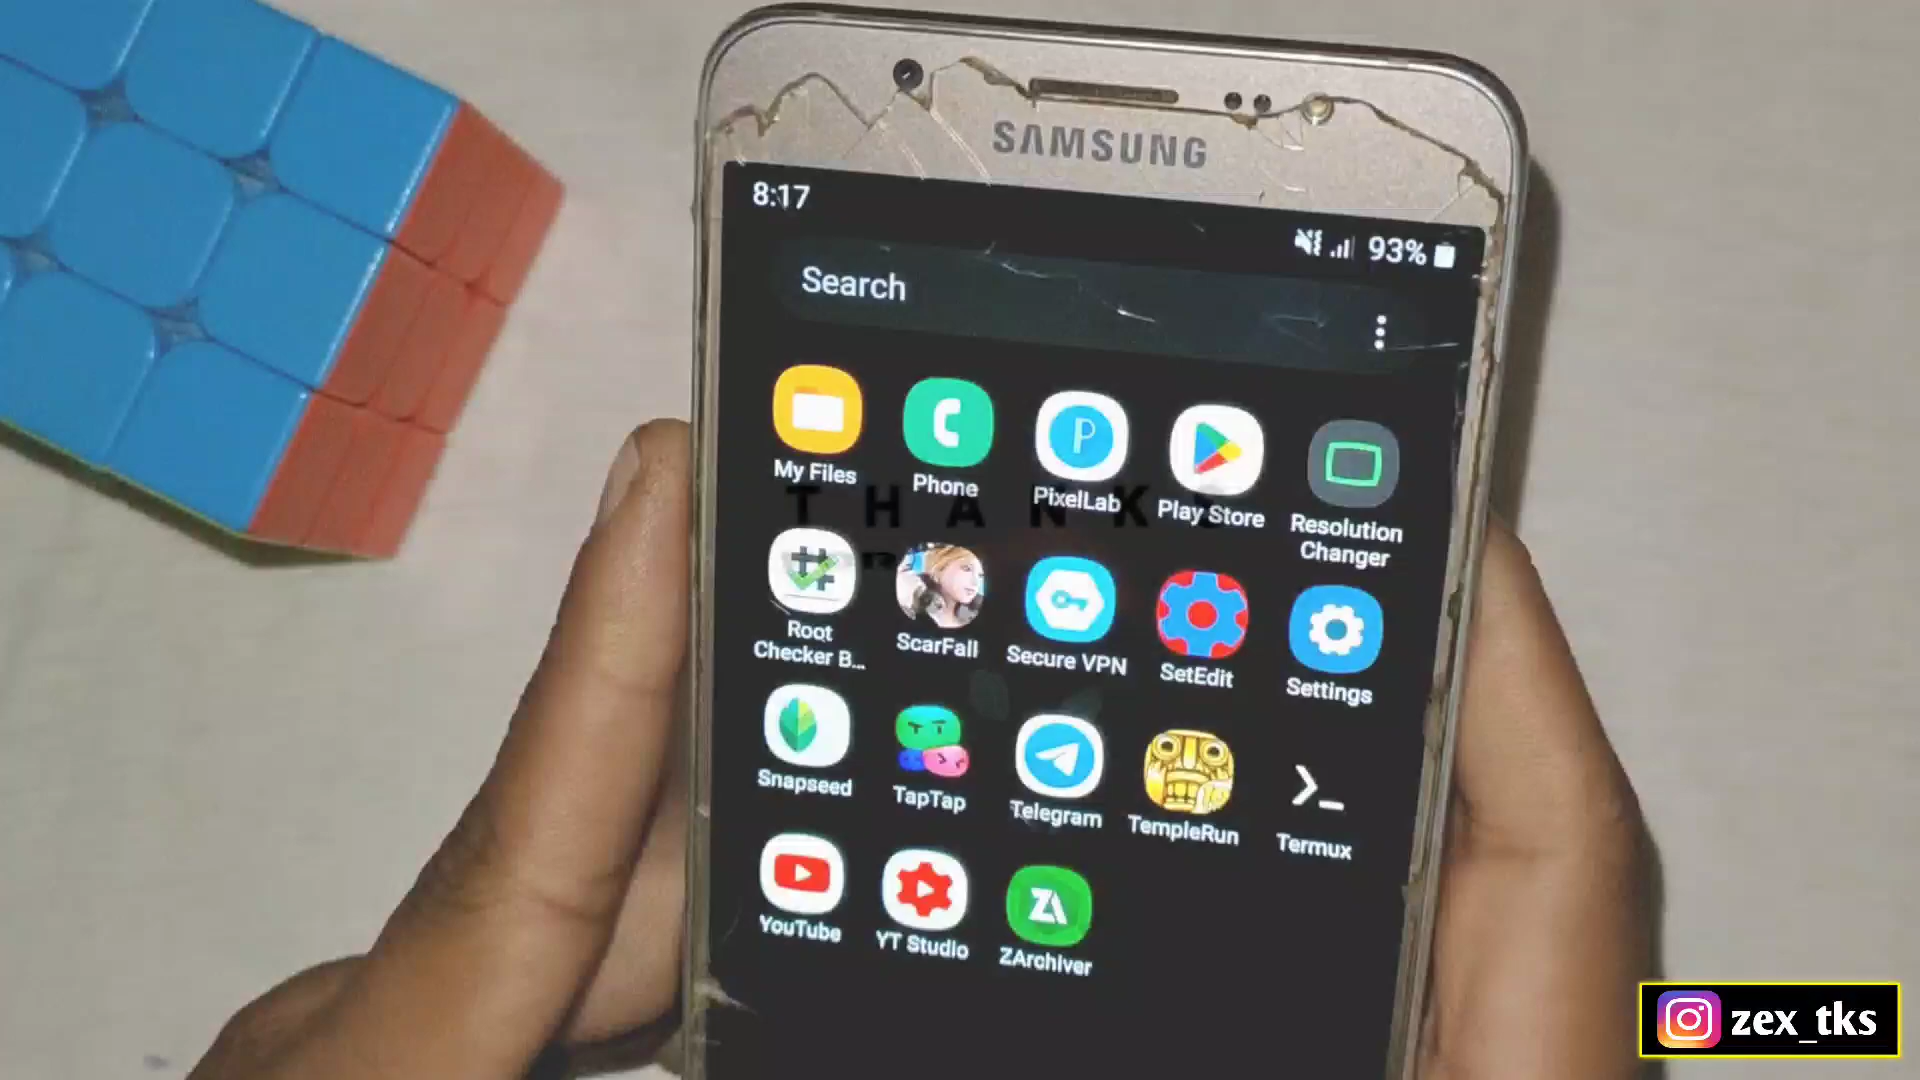 SAMSUNG
8:17
93%
Search
My Files
Phone
PixelLab
Play Store
Resolution
Changer
Root
Checker B...
ScarFall
Secure VPN
SetEdit
Settings
Snapseed
TapTap
Telegram
TempleRun
Termux
YouTube
YT Studio
ZArchiver
THANKS
zex_tks